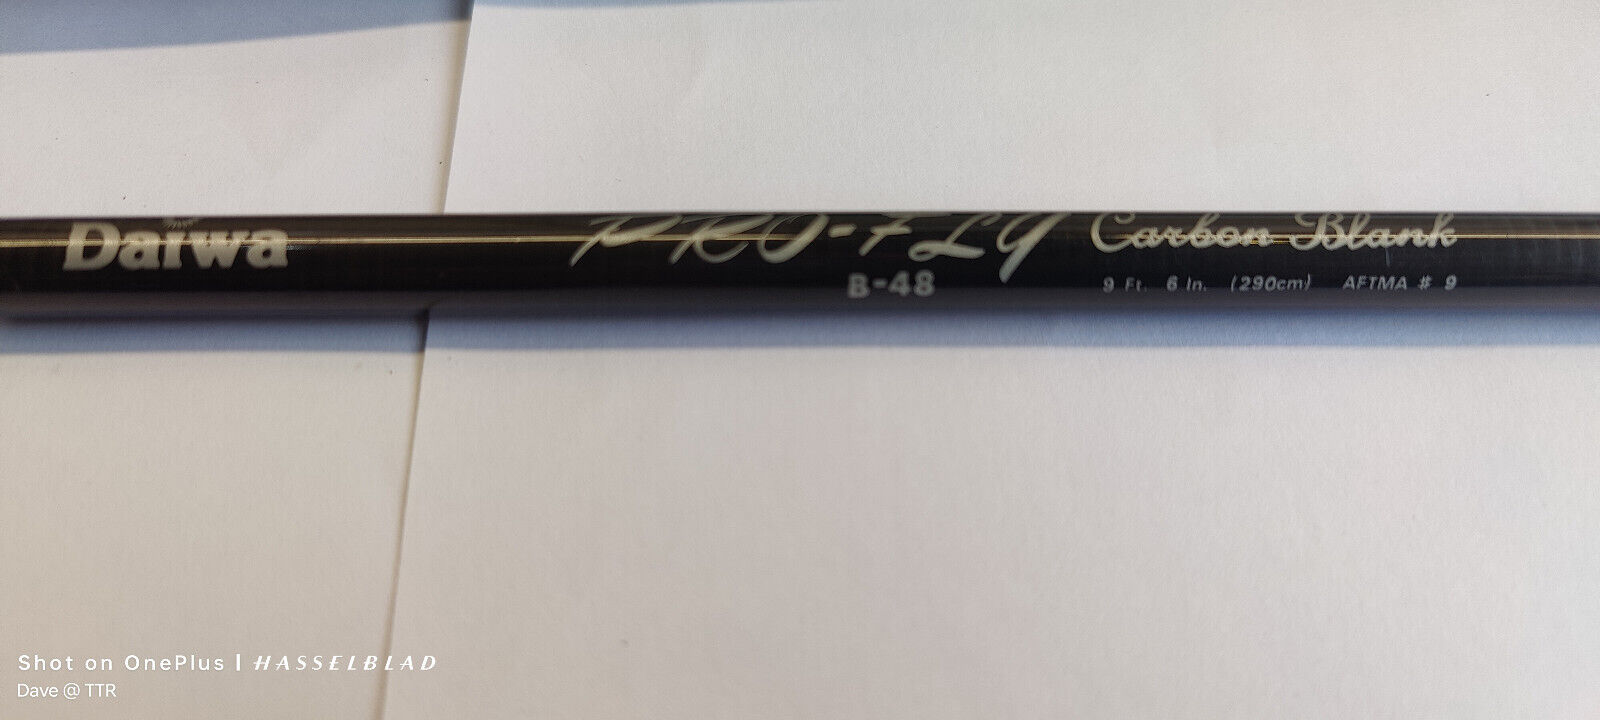 Daiwa PRO-FLY Carbon Blank
B-48 9 Ft. 6 In. (290cm) AFTMA # 9
Shot on OnePlus | HASSELBLAD
Dave @ TTR